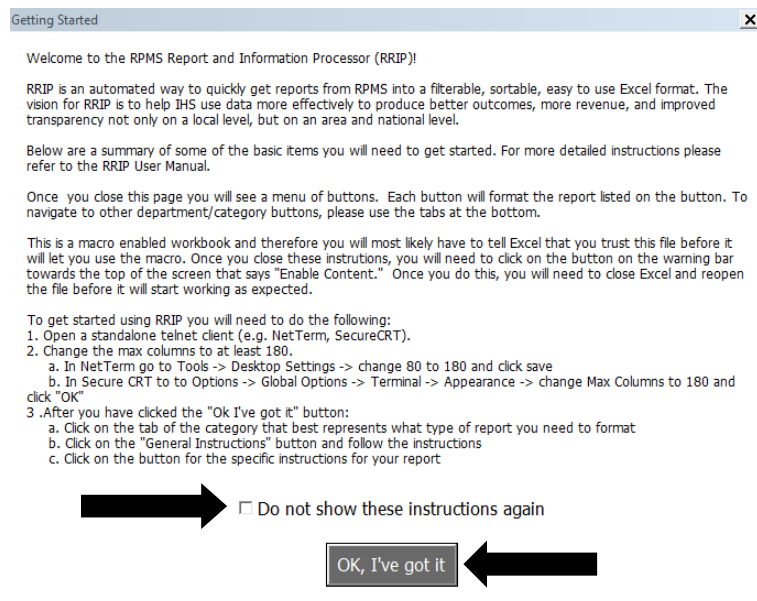 Getting Started
Welcome to the RPMS Report and Information Processor (RRIP)!
RRIP is an automated way to quickly get reports from RPMS into a filterable, sortable, easy to use Excel format. The
vision for RRIP is to help IHS use data more effectively to produce better outcomes, more revenue, and improved
transparency not only on a local level, but on an area and national level.
Below are a summary of some of the basic items you will need to get started. For more detailed instructions please
refer to the RRIP User Manual.
Once  you close this page you will see a menu of buttons.  Each button will format the report listed on the button. To
navigate to other department/category buttons, please use the tabs at the bottom.
This is a macro enabled workbook and therefore you will most likely have to tell Excel that you trust this file before it
will let you use the macro. Once you close these instrutions, you will need to click on the button on the warning bar
towards the top of the screen that says "Enable Content."  Once you do this, you will need to close Excel and reopen
the file before it will start working as expected.
To get started using RRIP you will need to do the following:
1. Open a standalone telnet client (e.g. NetTerm, SecureCRT).
2. Change the max columns to at least 180.
a. In NetTerm go to Tools -> Desktop Settings -> change 80 to 180 and click save
b. In Secure CRT to to Options -> Global Options -> Terminal -> Appearance -> change Max Columns to 180 and
click "OK"
3 .After you have clicked the "Ok I've got it" button:
a. Click on the tab of the category that best represents what type of report you need to format
b. Click on the "General Instructions" button and follow the instructions
c. Click on the button for the specific instructions for your report
Do not show these instructions again
OK, I've got it